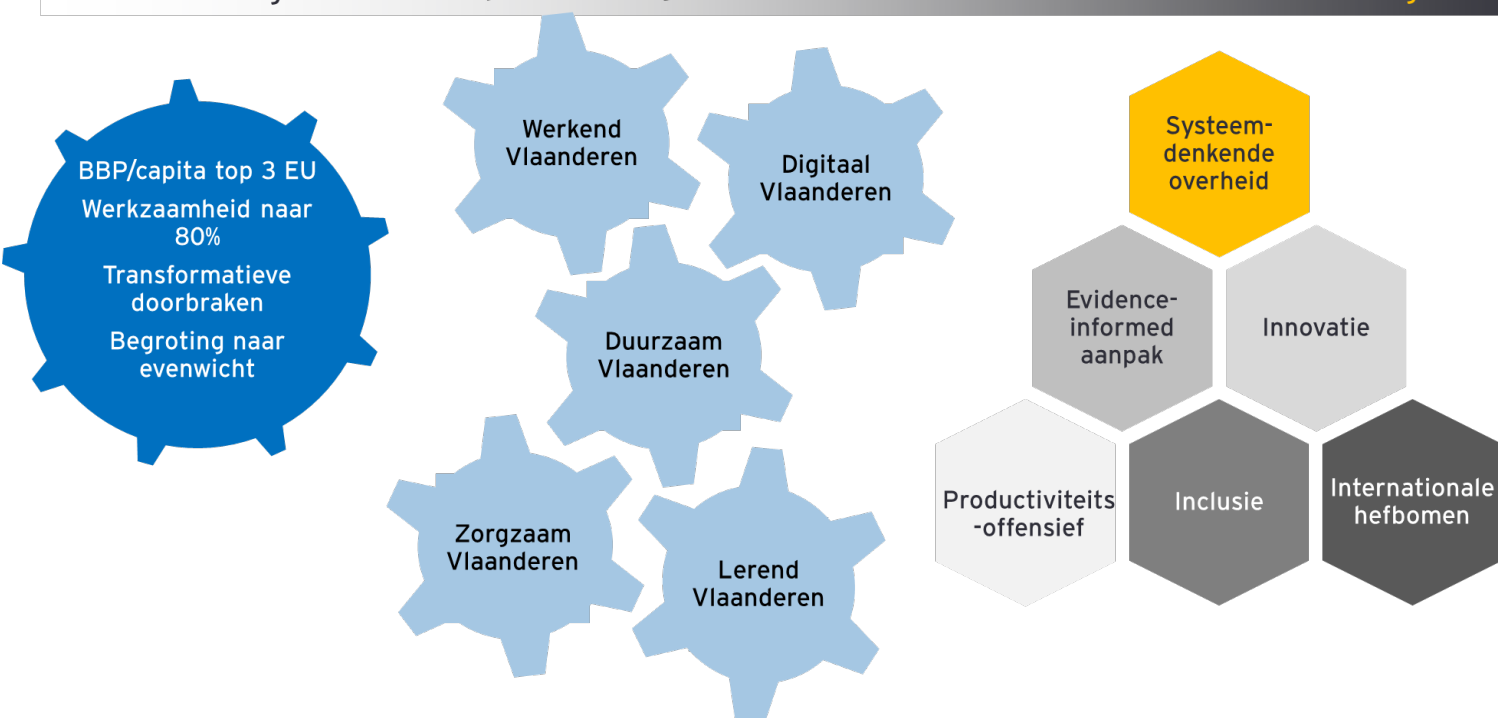 BBP/capita top 3 EU
Werkzaamheid naar
80%
Transformatieve
doorbraken
Begroting naar
evenwicht
Werkend
Vlaanderen
Digitaal
Vlaanderen
Duurzaam
Vlaanderen
Zorgzaam
Vlaanderen
Lerend
Vlaanderen
Systeem-
denkende
overheid
Evidence-
informed
aanpak
Innovatie
Productiviteits
-offensief
Inclusie
Internationale
hefbomen